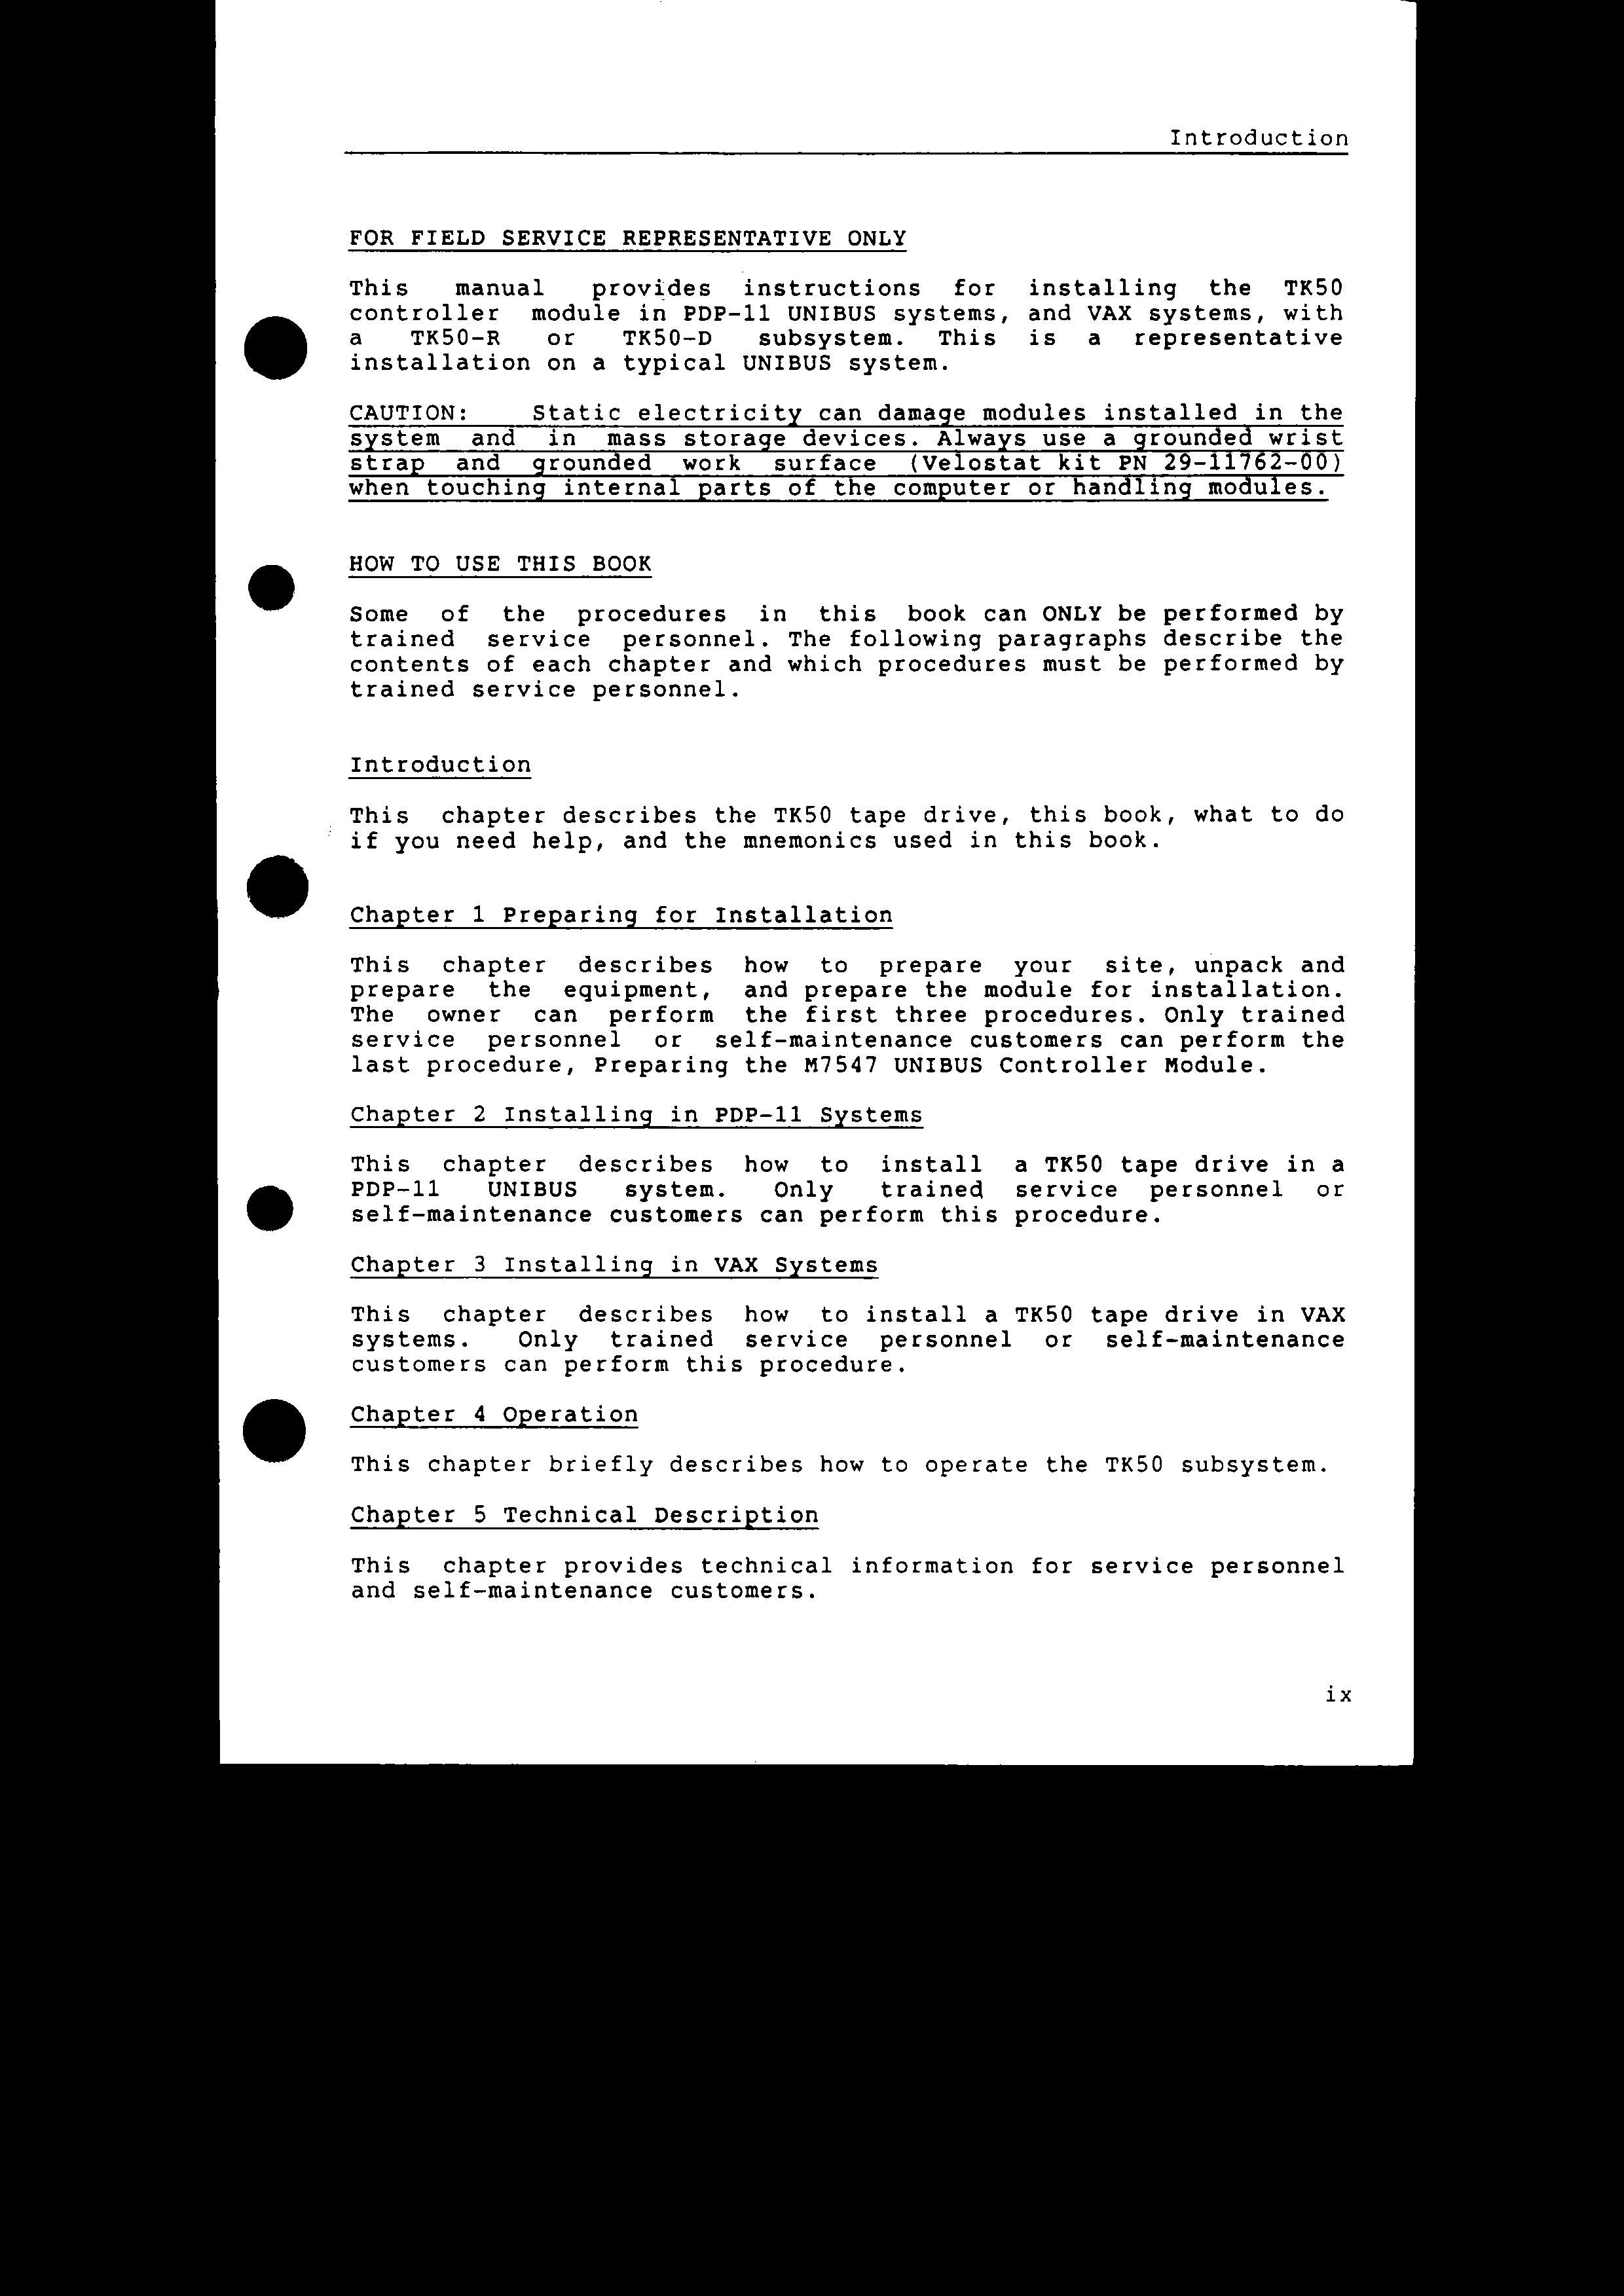 Introduction
FOR FIELD SERVICE REPRESENTATIVE ONLY
This manual provides instructions for installing the TK50
controller module in PDP-11 UNIBUS systems, and VAX systems, with
a TK50-R or TK50-D subsystem. This is a representative
installation on a typical UNIBUS system.
CAUTION: Static electricity can damage modules installed in the
system and in mass storage devices. Always use a grounded wrist
strap and grounded work surface (Velostat kit PN 29-11762-00)
when touching internal parts of the computer or handling modules.
HOW TO USE THIS BOOK
Some of the procedures in this book can ONLY be performed by
trained service personnel. The following paragraphs describe the
contents of each chapter and which procedures must be performed by
trained service personnel.
Introduction
This chapter describes the TK50 tape drive, this book, what to do
if you need help, and the mnemonics used in this book.
Chapter 1 Preparing for Installation
This chapter describes how to prepare your site, unpack and
prepare the equipment, and prepare the module for installation.
The owner can perform the first three procedures. Only trained
service personnel or self-maintenance customers can perform the
last procedure, Preparing the M7547 UNIBUS Controller Module.
Chapter 2 Installing in PDP-11 Systems
This chapter describes how to install a TK50 tape drive in a
PDP-11 UNIBUS system. Only trained service personnel or
self-maintenance customers can perform this procedure.
Chapter 3 Installing in VAX Systems
This chapter describes how to install a TK50 tape drive in VAX
systems. Only trained service personnel or self-maintenance
customers can perform this procedure.
Chapter 4 Operation
This chapter briefly describes how to operate the TK50 subsystem.
Chapter 5 Technical Description
This chapter provides technical information for service personnel
and self-maintenance customers.
ix